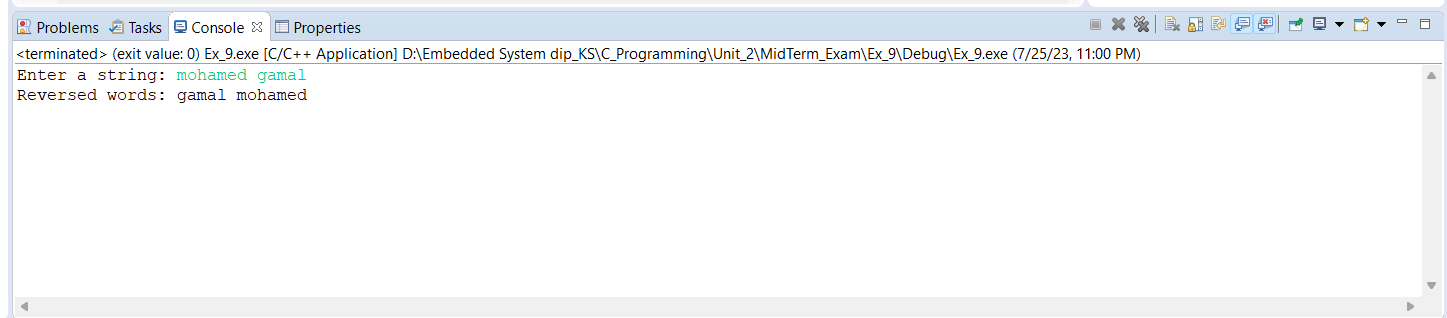 Problems Tasks Console Properties
<terminated> (exit value: 0) Ex_9.exe [C/C++ Application] D:\Embedded System dip_KS\C_Programming\Unit_2\MidTerm_Exam\Ex_9\Debug\Ex_9.exe (7/25/23, 11:00 PM)
Enter a string: mohamed gamal
Reversed words: gamal mohamed